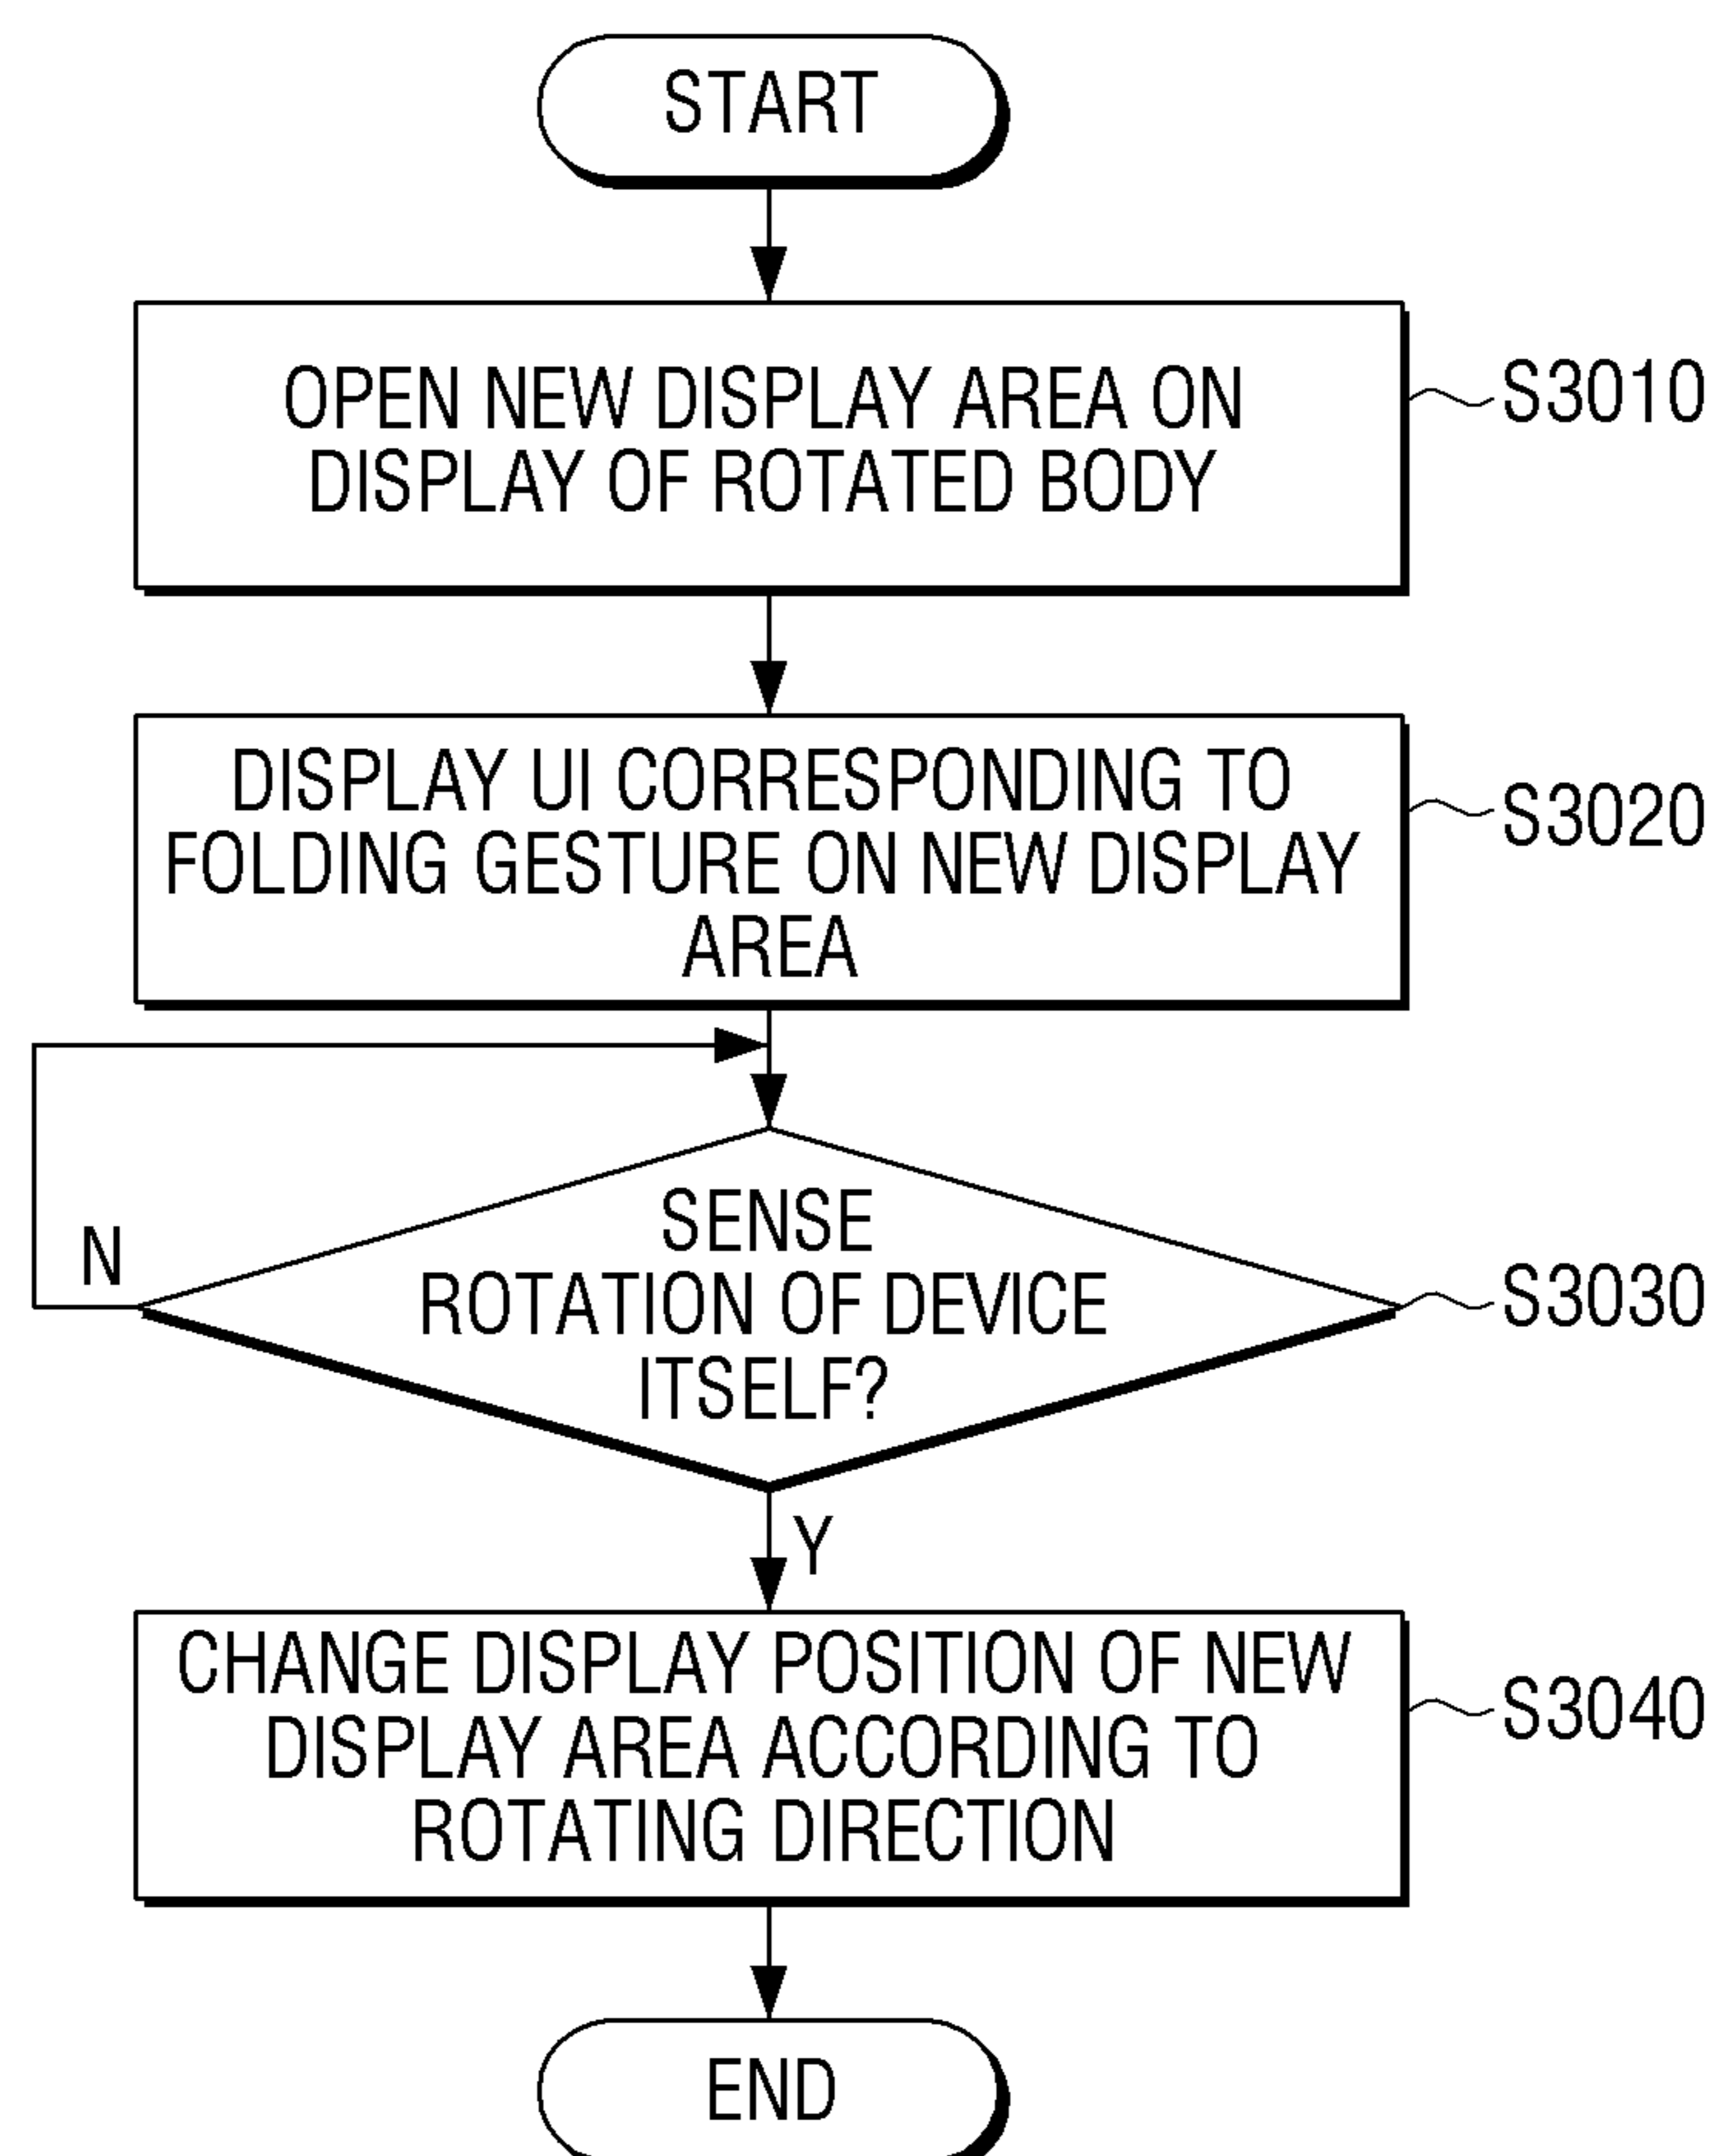 START
OPEN NEW DISPLAY AREA ON
DISPLAY OF ROTATED BODY
S3010
DISPLAY UI CORRESPONDING TO
FOLDING GESTURE ON NEW DISPLAY
AREA
S3020
SENSE
ROTATION OF DEVICE
ITSELF?
S3030
N
Y
CHANGE DISPLAY POSITION OF NEW
DISPLAY AREA ACCORDING TO
ROTATING DIRECTION
S3040
END